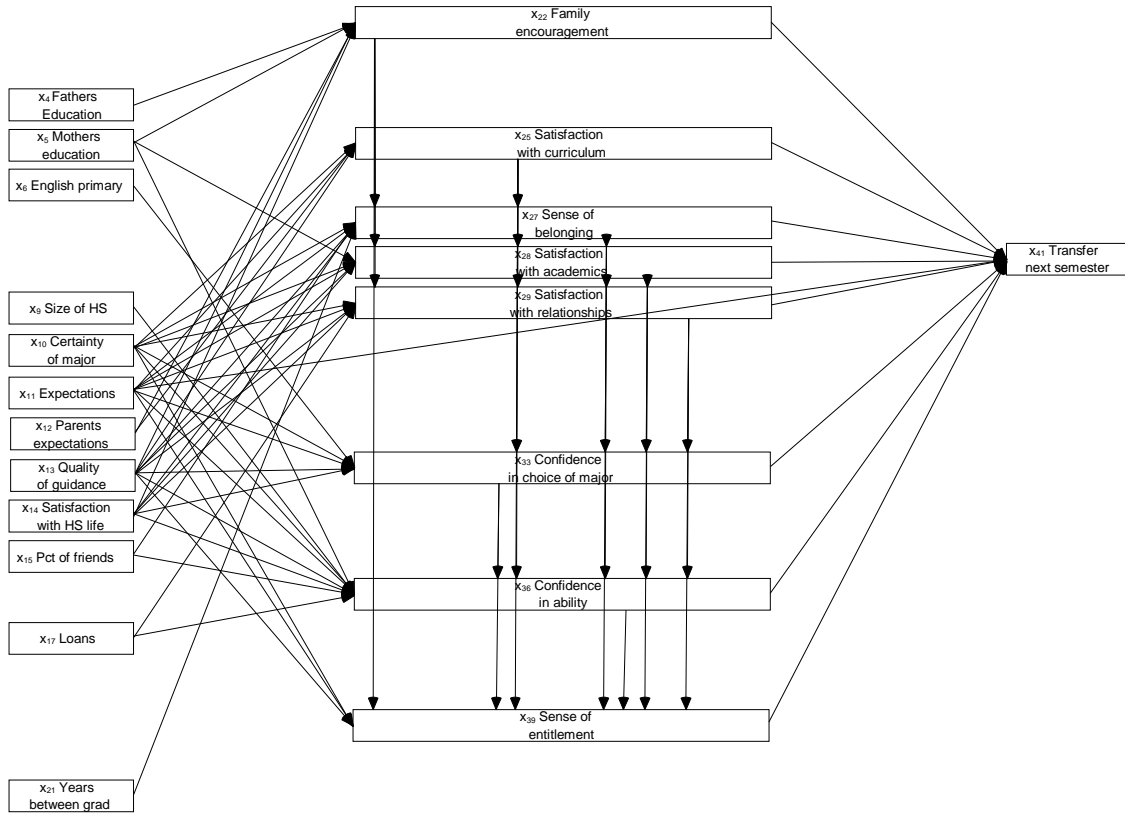 x₂₂ Family
encouragement
x₄ Fathers
Education
x₅ Mothers
education
x₆ English primary
x₉ Size of HS
x₁₀ Certainty
of major
x₁₁ Expectations
x₁₂ Parents
expectations
x₁₃ Quality
of guidance
x₁₄ Satisfaction
with HS life
x₁₅ Pct of friends
x₁₇ Loans
x₂₁ Years
between grad
x₂₅ Satisfaction
with curriculum
x₂₇ Sense of
belonging
x₂₈ Satisfaction
with academics
x₂₉ Satisfaction
with relationships
x₃₃ Confidence
in choice of major
x₃₆ Confidence
in ability
x₃₉ Sense of
entitlement
x₄₁ Transfer
next semester